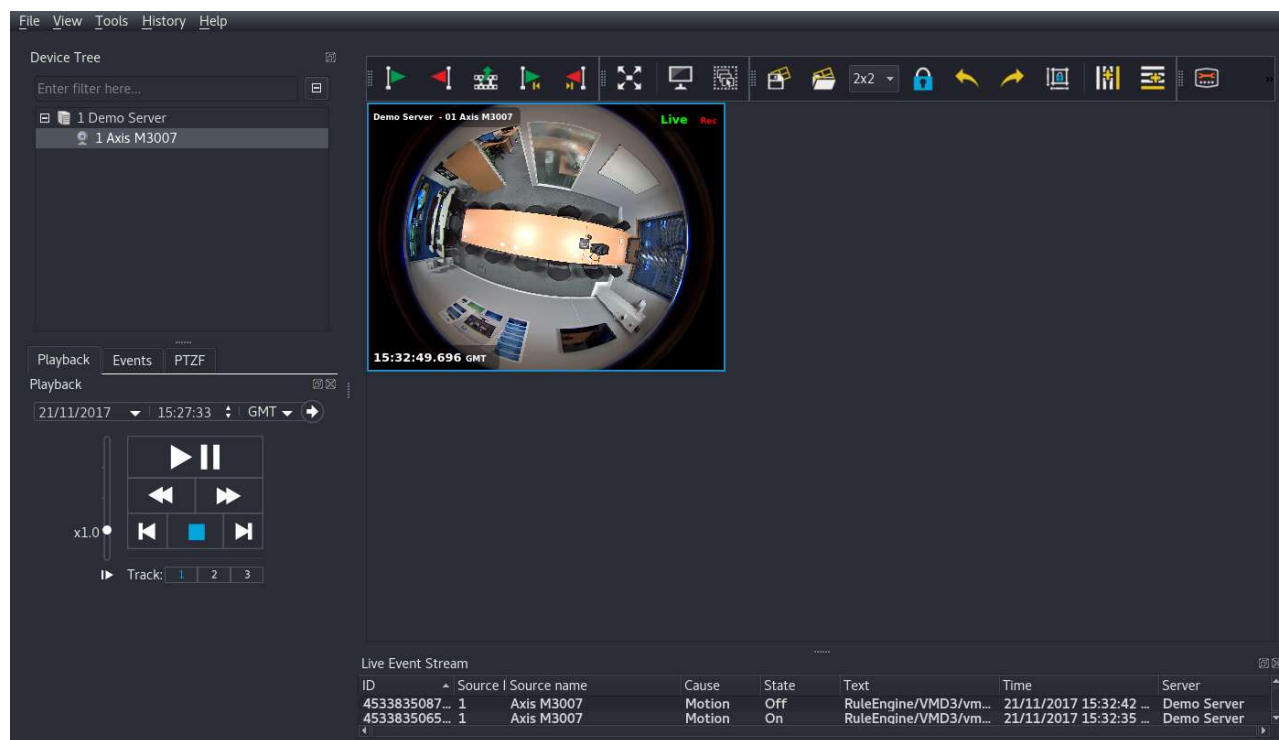 File View Tools History Help
Device Tree
Enter filter here...
1 Demo Server
1 Axis M3007
2x2
Demo Server - 01 Axis M3007
Live Rec
15:32:49.696 GMT
Playback Events PTZF
Playback
21/11/2017 15:27:33 GMT
x1.0
Track: 1 2 3
Live Event Stream
ID Source I Source name Cause State Text Time Server
4533835087... 1 Axis M3007 Motion Off RuleEngine/VMD3/vm... 21/11/2017 15:32:42 ... Demo Server
4533835065... 1 Axis M3007 Motion On RuleEngine/VMD3/vm... 21/11/2017 15:32:35 ... Demo Server